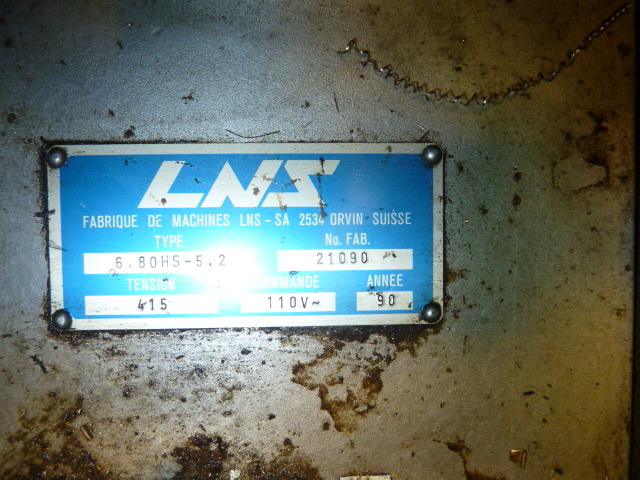 LNS
FABRIQUE DE MACHINES LNS-SA 2534 ORVIN SUISSE
TYPE No. FAB.
6.80HS-5.2 21090
TENSION COMMANDE ANNEE
415 110V~ 90